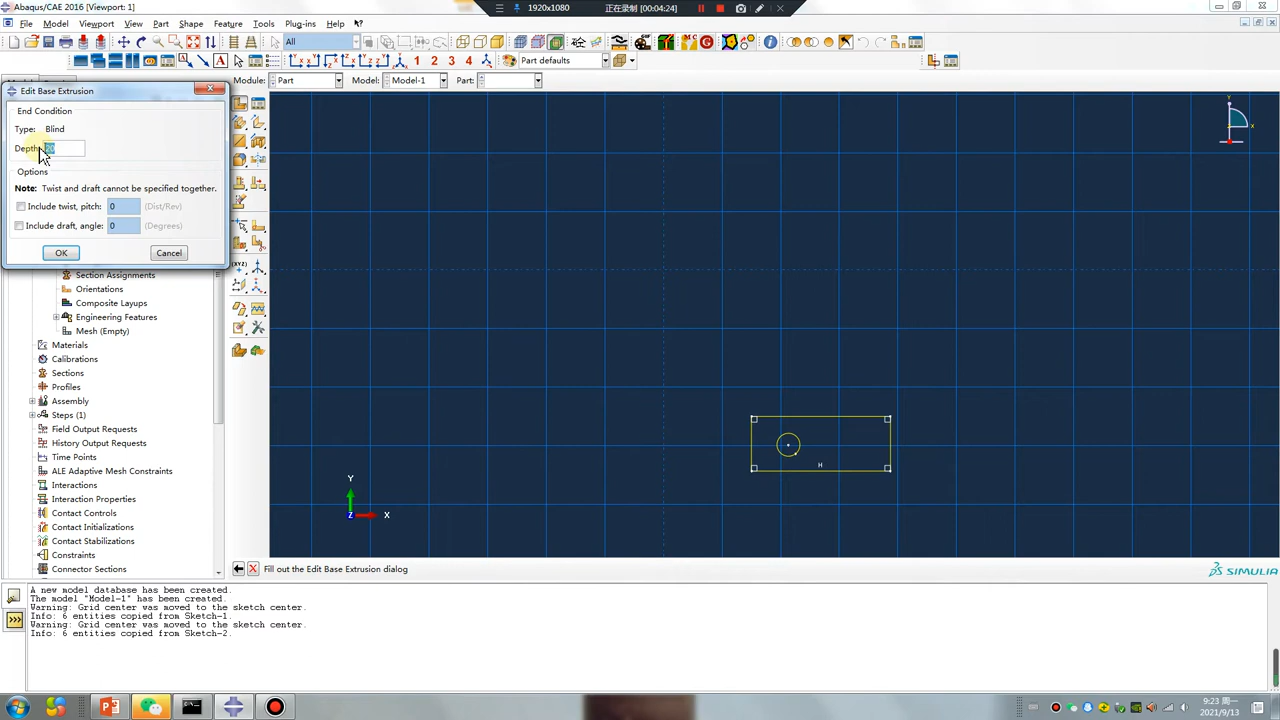 Abaqus/CAE 2016 [Viewport: 1]
1920x1080
正在录制 [00:04:24]
File Model Viewport View Part Shape Feature Tools Plug-ins Help
All
1 2 3 4
Part defaults
Module: Part
Model: Model-1
Part:
Edit Base Extrusion
End Condition
Type: Blind
Depth: 20
Options
Note: Twist and draft cannot be specified together.
Include twist, pitch: 0 (Dist/Rev)
Include draft, angle: 0 (Degrees)
OK
Cancel
Section Assignments
Orientations
Composite Layups
Engineering Features
Mesh (Empty)
Materials
Calibrations
Sections
Profiles
Assembly
Steps (1)
Field Output Requests
History Output Requests
Time Points
ALE Adaptive Mesh Constraints
Interactions
Interaction Properties
Contact Controls
Contact Initializations
Contact Stabilizations
Constraints
Connector Sections
H
Y
Z
X
Fill out the Edit Base Extrusion dialog
SIMULIA
A new model database has been created.
The model "Model-1" has been created.
Warning: Grid center was moved to the sketch center.
Info: 6 entities copied from Sketch-1.
Warning: Grid center was moved to the sketch center.
Info: 6 entities copied from Sketch-2.
9:23 周一
2021/9/13